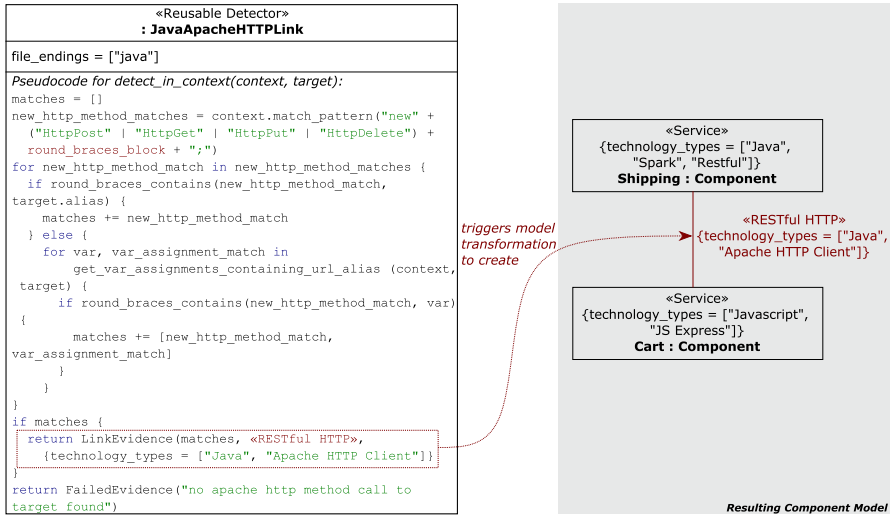 «Reusable Detector»
: JavaApacheHTTPLink
file_endings = ["java"]
Pseudocode for detect_in_context(context, target):
matches = []
new_http_method_matches = context.match_pattern("new" +
("HttpPost" | "HttpGet" | "HttpPut" | "HttpDelete") +
round_braces_block + ";")
for new_http_method_match in new_http_method_matches {
if round_braces_contains(new_http_method_match,
target.alias) {
matches += new_http_method_match
} else {
for var, var_assignment_match in
get_var_assignments_containing_url_alias (context,
target) {
if round_braces_contains(new_http_method_match, var)
{
matches += [new_http_method_match,
var_assignment_match]
}
}
}
if matches {
return LinkEvidence(matches, «RESTful HTTP»,
{technology_types = ["Java", "Apache HTTP Client"]}
}
return FailedEvidence("no apache http method call to
target found")
triggers model
transformation
to create
«Service»
{technology_types = ["Java",
"Spark", "Restful"]}
Shipping : Component
«RESTful HTTP»
{technology_types = ["Java",
"Apache HTTP Client"]}
«Service»
{technology_types = ["Javascript",
"JS Express"]}
Cart : Component
Resulting Component Model